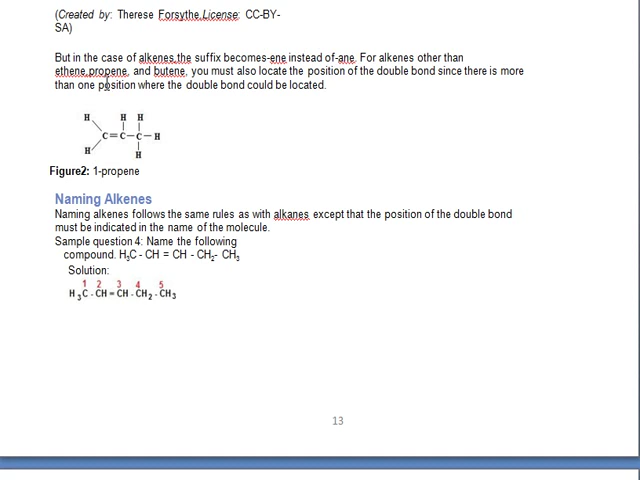 (Created by: Therese Forsythe,License: CC-BY-
SA)
But in the case of alkenes,the suffix becomes-ene instead of-ane. For alkenes other than
ethene,propene, and butene, you must also locate the position of the double bond since there is more
than one position where the double bond could be located.
H H H
C=C-C-H
H H
Figure2: 1-propene
Naming Alkenes
Naming alkenes follows the same rules as with alkanes except that the position of the double bond
must be indicated in the name of the molecule.
Sample question 4: Name the following
compound. H₃C - CH = CH - CH₂- CH₃
Solution:
1 2 3 4 5
H₃C-CH=CH-CH₂-CH₃
13